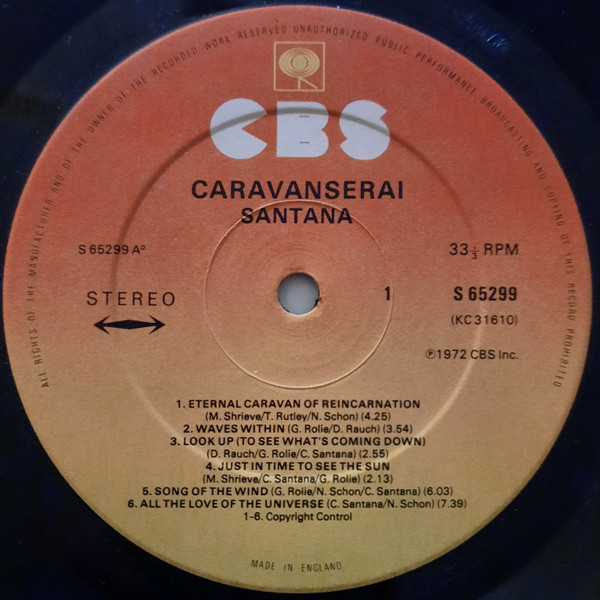 ALL RIGHTS OF THE MANUFACTURER AND OF THE OWNER OF THE RECORDED WORK RESERVED UNAUTHORIZED PUBLIC PERFORMANCE BROADCASTING AND COPYING OF THIS RECORD PROHIBITED
CBS
CARAVANSERAI
SANTANA
S 65299 Aº
33⅓ RPM
STEREO
1
S 65299
(KC 31610)
℗1972 CBS Inc.
1. ETERNAL CARAVAN OF REINCARNATION
(M. Shrieve/T. Rutley/N. Schon) (4.25)
2. WAVES WITHIN (G. Rolie/D. Rauch) (3.54)
3. LOOK UP (TO SEE WHAT'S COMING DOWN)
(D. Rauch/G. Rolie/C. Santana) (2.55)
4. JUST IN TIME TO SEE THE SUN
(M. Shrieve/C. Santana/G. Rolie) (2.13)
5. SONG OF THE WIND (G. Rolie/N. Schon/C. Santana) (6.03)
6. ALL THE LOVE OF THE UNIVERSE (C. Santana/N. Schon) (7.39)
1-6. Copyright Control
MADE IN ENGLAND